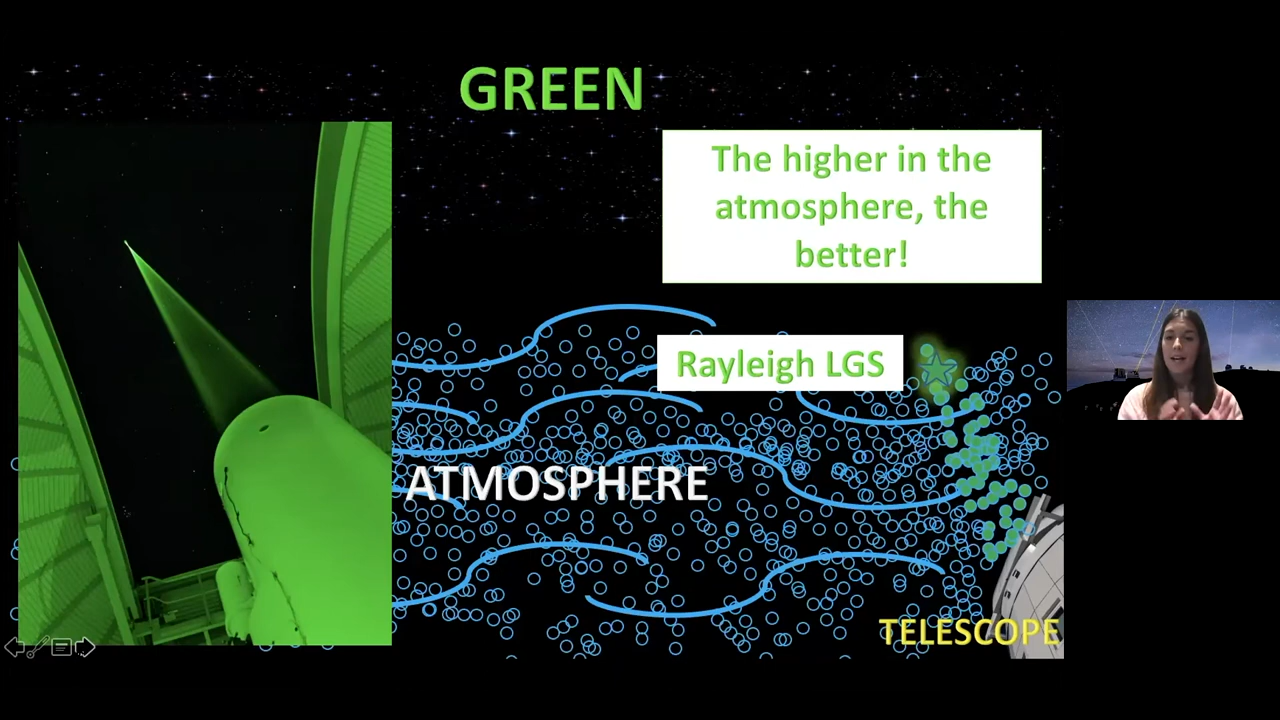 GREEN
The higher in the
atmosphere, the
better!
Rayleigh LGS
ATMOSPHERE
TELESCOPE